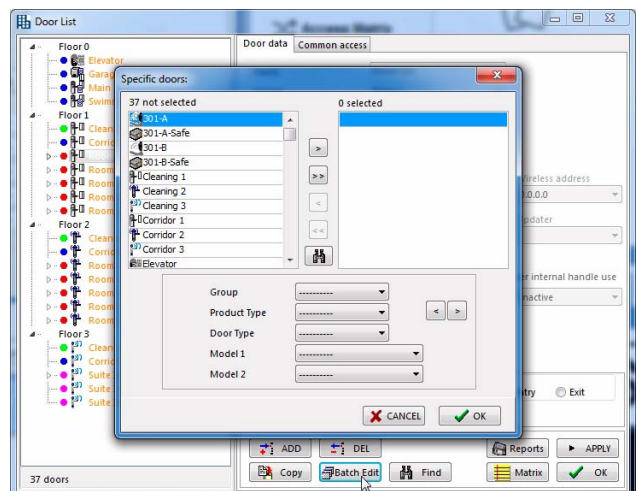 Door List
Access Matrix
Door data Common access
Floor 0
Elevator
Garag
Main
Swimm
Floor 1
Clean
Corric
Room
Room
Room
Room
Floor 2
Clean
Corric
Room
Room
Room
Room
Room
Floor 3
Clean
Corric
Suite
Suite
Suite
37 doors
Specific doors:
37 not selected 0 selected
301-A
301-A-Safe
301-B
301-B-Safe
Cleaning 1
Cleaning 2
Cleaning 3
Corridor 1
Corridor 2
Corridor 3
Elevator
>
>>
<
<<
Group ----------
Product Type ----------
Door Type ----------
Model 1 ----------
Model 2 ----------
< >
CANCEL OK
Wireless address
0.0.0.0
pdater
er internal handle use
nactive
try Exit
ADD DEL Reports APPLY
Copy Batch Edit Find Matrix OK